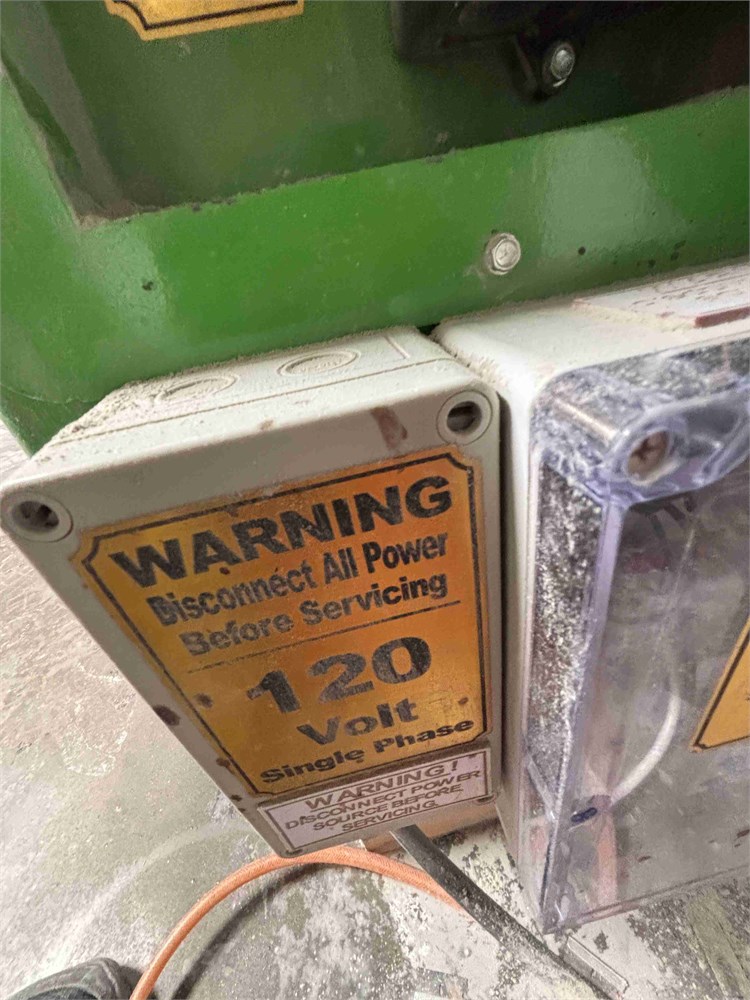 WARNING
Disconnect All Power
Before Servicing
120
Volt
Single Phase
WARNING!
DISCONNECT POWER
SOURCE BEFORE
SERVICING